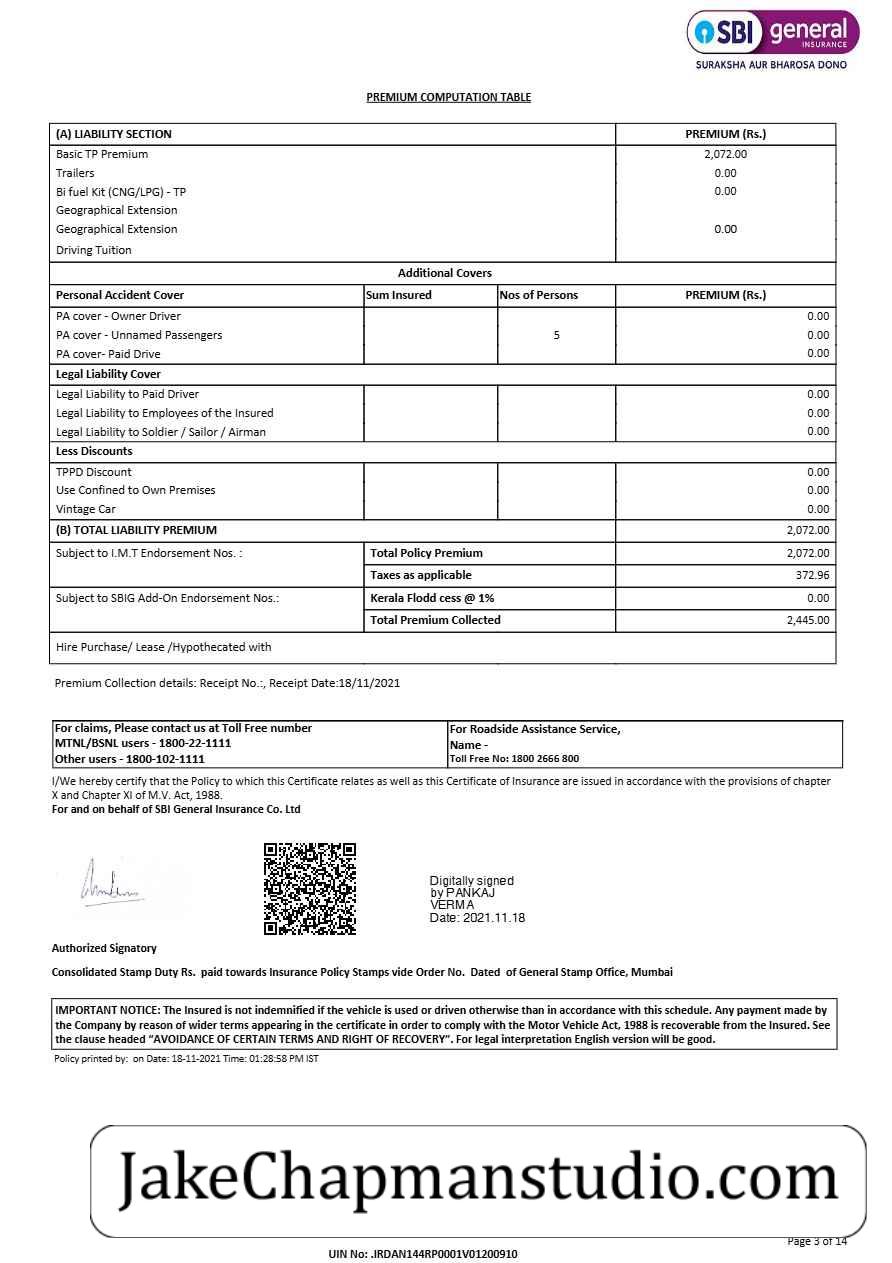 SBI general
INSURANCE
SURAKSHA AUR BHAROSA DONO
PREMIUM COMPUTATION TABLE
(A) LIABILITY SECTION PREMIUM (Rs.)
Basic TP Premium 2,072.00
Trailers 0.00
Bi fuel Kit (CNG/LPG) - TP 0.00
Geographical Extension
Geographical Extension 0.00
Driving Tuition
Additional Covers
Personal Accident Cover Sum Insured Nos of Persons PREMIUM (Rs.)
PA cover - Owner Driver 0.00
PA cover - Unnamed Passengers 5 0.00
PA cover- Paid Drive 0.00
Legal Liability Cover
Legal Liability to Paid Driver 0.00
Legal Liability to Employees of the Insured 0.00
Legal Liability to Soldier / Sailor / Airman 0.00
Less Discounts
TPPD Discount 0.00
Use Confined to Own Premises 0.00
Vintage Car 0.00
(B) TOTAL LIABILITY PREMIUM 2,072.00
Subject to I.M.T Endorsement Nos. : Total Policy Premium 2,072.00
Taxes as applicable 372.96
Subject to SBIG Add-On Endorsement Nos.: Kerala Flodd cess @ 1% 0.00
Total Premium Collected 2,445.00
Hire Purchase/ Lease /Hypothecated with
Premium Collection details: Receipt No.:, Receipt Date:18/11/2021
For claims, Please contact us at Toll Free number For Roadside Assistance Service,
MTNL/BSNL users - 1800-22-1111 Name -
Other users - 1800-102-1111 Toll Free No: 1800 2666 800
I/We hereby certify that the Policy to which this Certificate relates as well as this Certificate of Insurance are issued in accordance with the provisions of chapter
X and Chapter XI of M.V. Act, 1988.
For and on behalf of SBI General Insurance Co. Ltd
Digitally signed
by PANKAJ
VERMA
Date: 2021.11.18
Authorized Signatory
Consolidated Stamp Duty Rs. paid towards Insurance Policy Stamps vide Order No. Dated of General Stamp Office, Mumbai
IMPORTANT NOTICE: The Insured is not indemnified if the vehicle is used or driven otherwise than in accordance with this schedule. Any payment made by
the Company by reason of wider terms appearing in the certificate in order to comply with the Motor Vehicle Act, 1988 is recoverable from the Insured. See
the clause headed “AVOIDANCE OF CERTAIN TERMS AND RIGHT OF RECOVERY”. For legal interpretation English version will be good.
Policy printed by: on Date: 18-11-2021 Time: 01:28:58 PM IST
JakeChapmanstudio.com
Page 3 of 14
UIN No: .IRDAN144RP0001V01200910